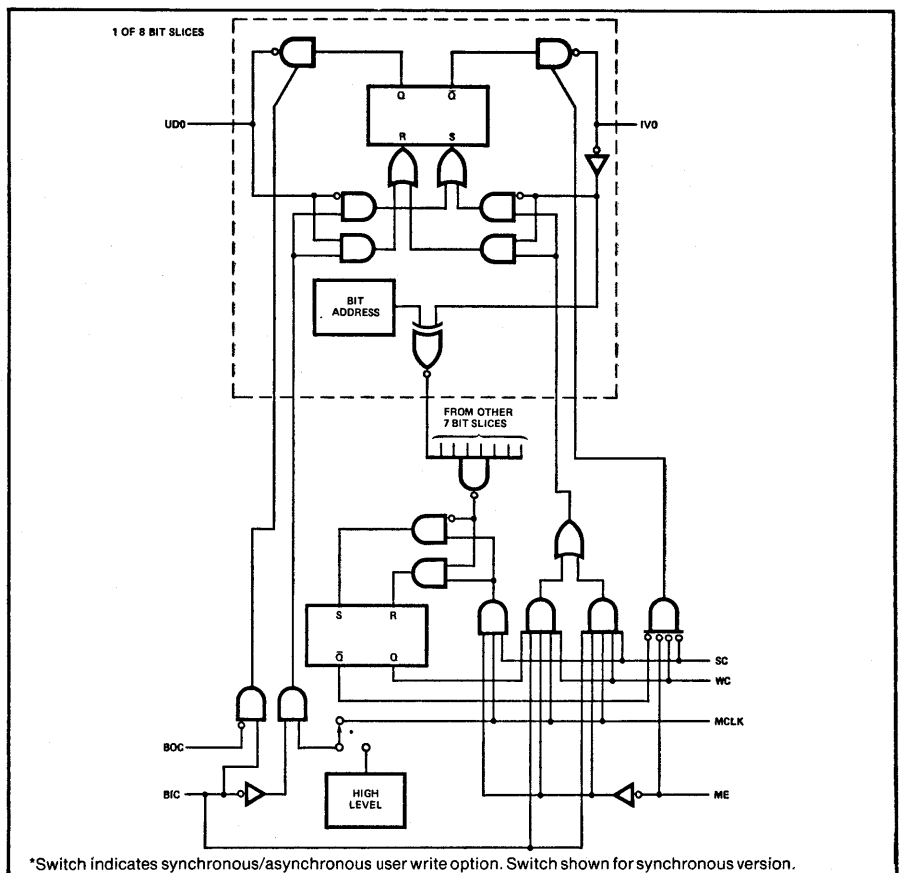 1 OF 8 BIT SLICES
Q
Q̄
UD0
IV0
R
S
BIT
ADDRESS
FROM OTHER
7 BIT SLICES
S
R
Q̄
Q
SC
WC
MCLK
*
BOC
BIC
HIGH
LEVEL
ME
*Switch indicates synchronous/asynchronous user write option. Switch shown for synchronous version.